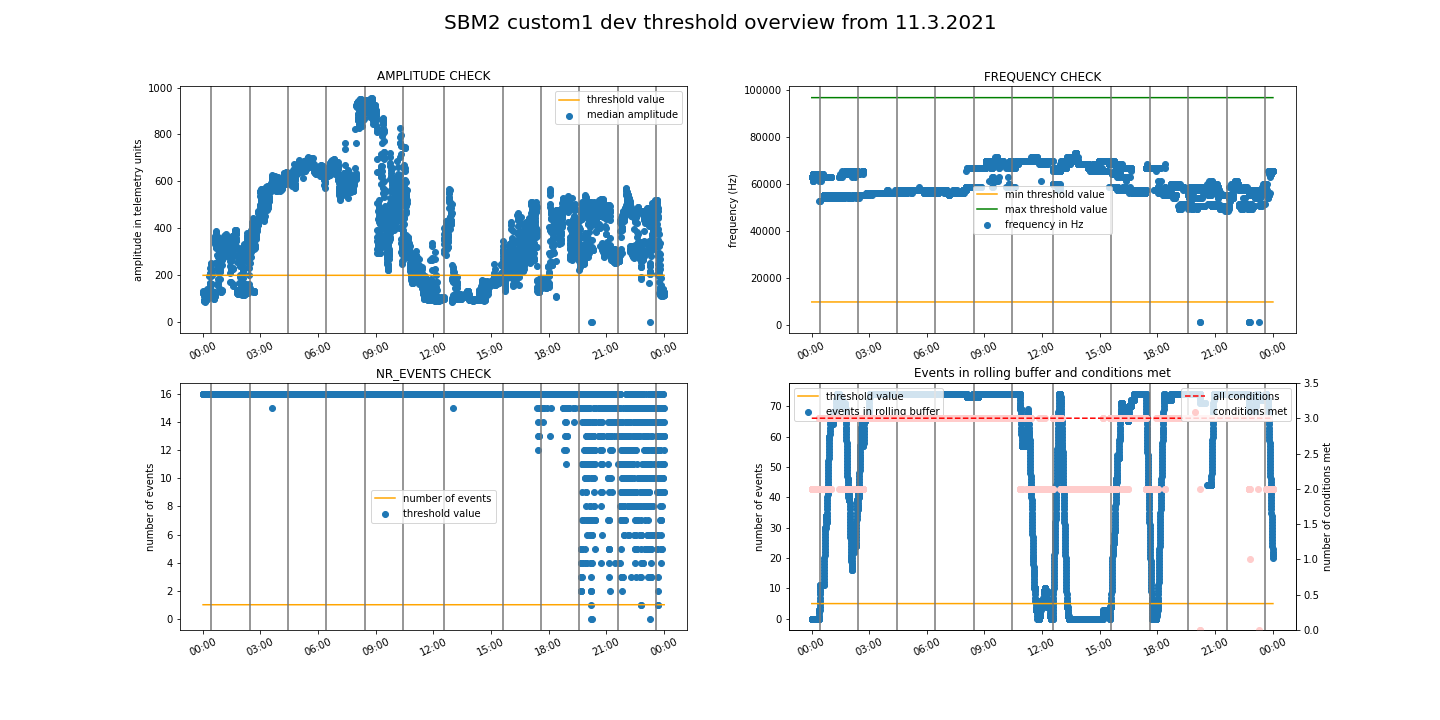 SBM2 custom1 dev threshold overview from 11.3.2021
AMPLITUDE CHECK
amplitude in telemetry units
1000
800
600
400
200
0
threshold value
median amplitude
00:00 03:00 06:00 09:00 12:00 15:00 18:00 21:00 00:00
FREQUENCY CHECK
frequency (Hz)
100000
80000
60000
40000
20000
0
min threshold value
max threshold value
frequency in Hz
00:00 03:00 06:00 09:00 12:00 15:00 18:00 21:00 00:00
NR_EVENTS CHECK
number of events
16
14
12
10
8
6
4
2
0
number of events
threshold value
00:00 03:00 06:00 09:00 12:00 15:00 18:00 21:00 00:00
Events in rolling buffer and conditions met
number of events
70
60
50
40
30
20
10
0
threshold value
events in rolling buffer
all conditions
conditions met
3.5
3.0
2.5
2.0
1.5
1.0
0.5
0.0
number of conditions met
00:00 03:00 06:00 09:00 12:00 15:00 18:00 21:00 00:00